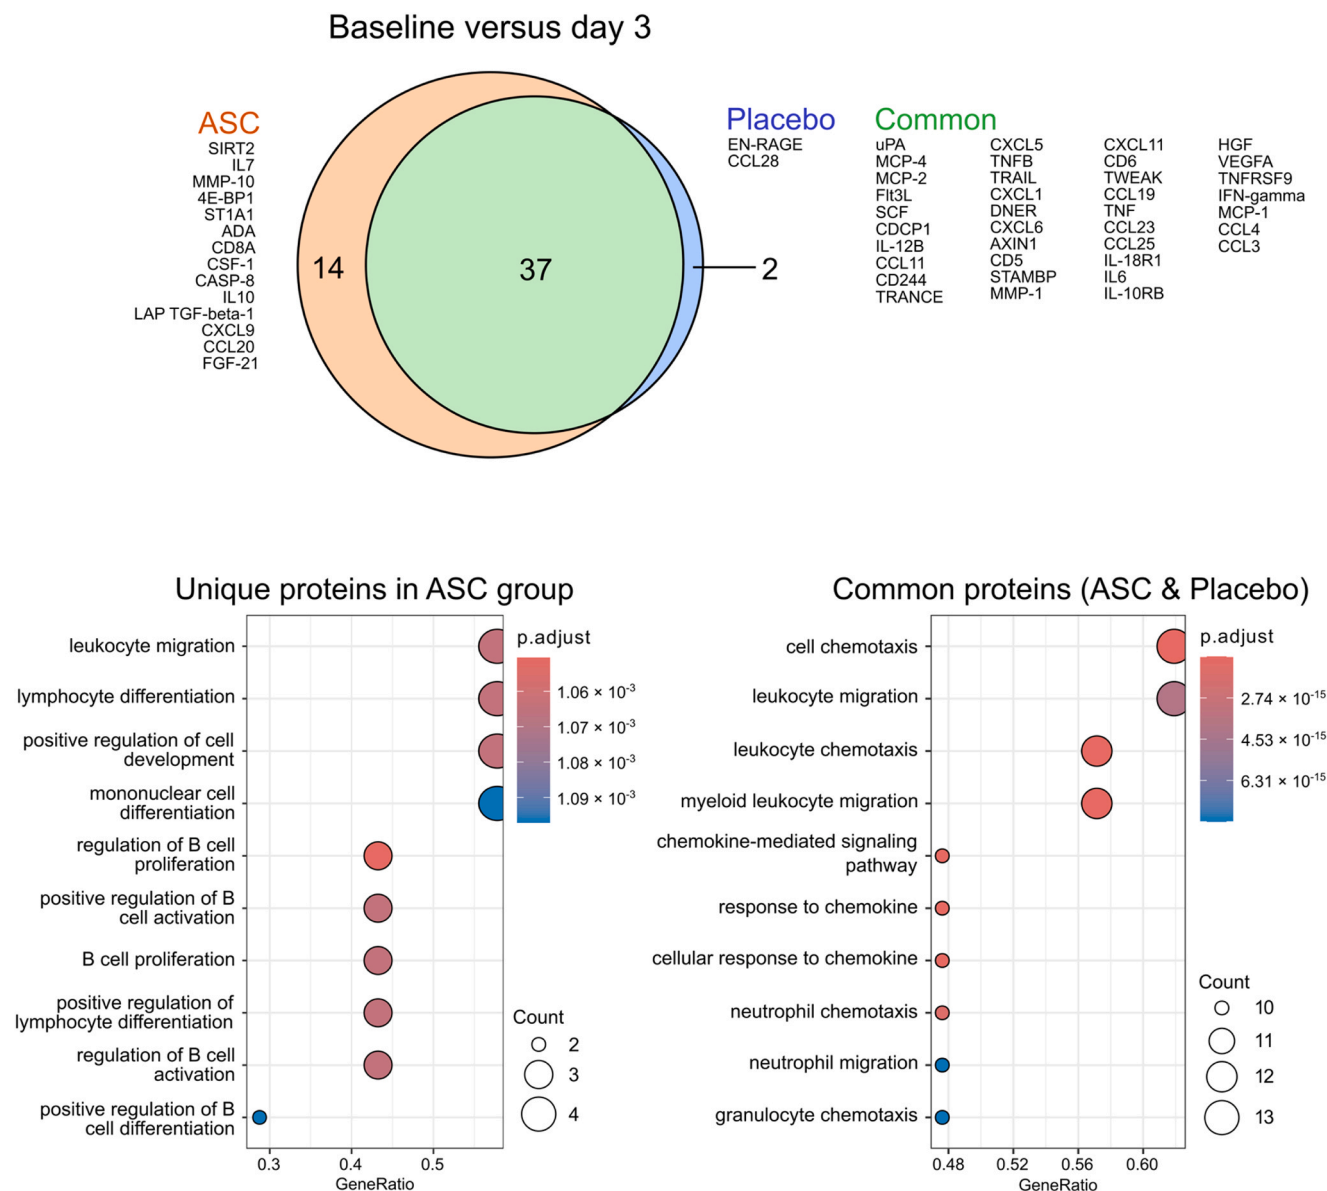 Baseline versus day 3
ASC
SIRT2
IL7
MMP-10
4E-BP1
ST1A1
ADA
CD8A
CSF-1
CASP-8
IL10
LAP TGF-beta-1
CXCL9
CCL20
FGF-21
14
37
2
Placebo
EN-RAGE
CCL28
Common
uPA
MCP-4
MCP-2
Flt3L
SCF
CDCP1
IL-12B
CCL11
CD244
TRANCE
CXCL5
TNFB
TRAIL
CXCL1
DNER
CXCL6
AXIN1
CD5
STAMBP
MMP-1
CXCL11
CD6
TWEAK
CCL19
TNF
CCL23
CCL25
IL-18R1
IL6
IL-10RB
HGF
VEGFA
TNFRSF9
IFN-gamma
MCP-1
CCL4
CCL3
Unique proteins in ASC group
leukocyte migration
lymphocyte differentiation
positive regulation of cell
development
mononuclear cell
differentiation
regulation of B cell
proliferation
positive regulation of B
cell activation
B cell proliferation
positive regulation of
lymphocyte differentiation
regulation of B cell
activation
positive regulation of B
cell differentiation
0.3 0.4 0.5
GeneRatio
p.adjust
1.06 × 10⁻³
1.07 × 10⁻³
1.08 × 10⁻³
1.09 × 10⁻³
Count
2
3
4
Common proteins (ASC & Placebo)
cell chemotaxis
leukocyte migration
leukocyte chemotaxis
myeloid leukocyte migration
chemokine-mediated signaling
pathway
response to chemokine
cellular response to chemokine
neutrophil chemotaxis
neutrophil migration
granulocyte chemotaxis
0.48 0.52 0.56 0.60
GeneRatio
p.adjust
2.74 × 10⁻¹⁵
4.53 × 10⁻¹⁵
6.31 × 10⁻¹⁵
Count
10
11
12
13